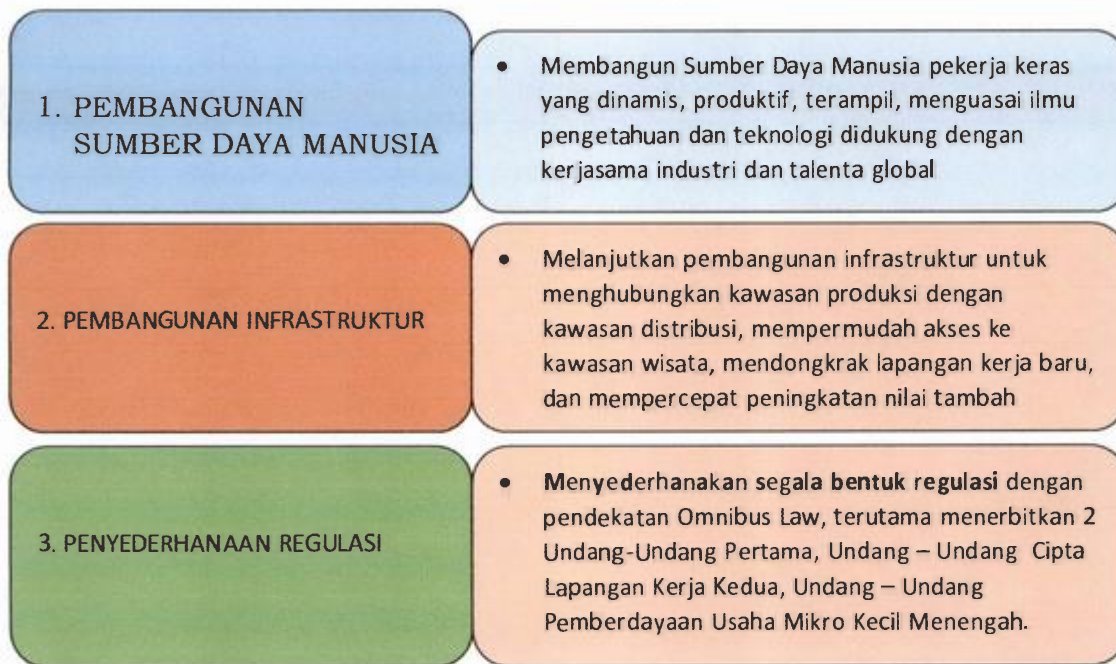 1. PEMBANGUNAN
SUMBER DAYA MANUSIA
• Membangun Sumber Daya Manusia pekerja keras
yang dinamis, produktif, terampil, menguasai ilmu
pengetahuan dan teknologi didukung dengan
kerjasama industri dan talenta global
2. PEMBANGUNAN INFRASTRUKTUR
• Melanjutkan pembangunan infrastruktur untuk
menghubungkan kawasan produksi dengan
kawasan distribusi, mempermudah akses ke
kawasan wisata, mendongkrak lapangan kerja baru,
dan mempercepat peningkatan nilai tambah
3. PENYEDERHANAAN REGULASI
• Menyederhanakan segala bentuk regulasi dengan
pendekatan Omnibus Law, terutama menerbitkan 2
Undang-Undang Pertama, Undang – Undang Cipta
Lapangan Kerja Kedua, Undang – Undang
Pemberdayaan Usaha Mikro Kecil Menengah.